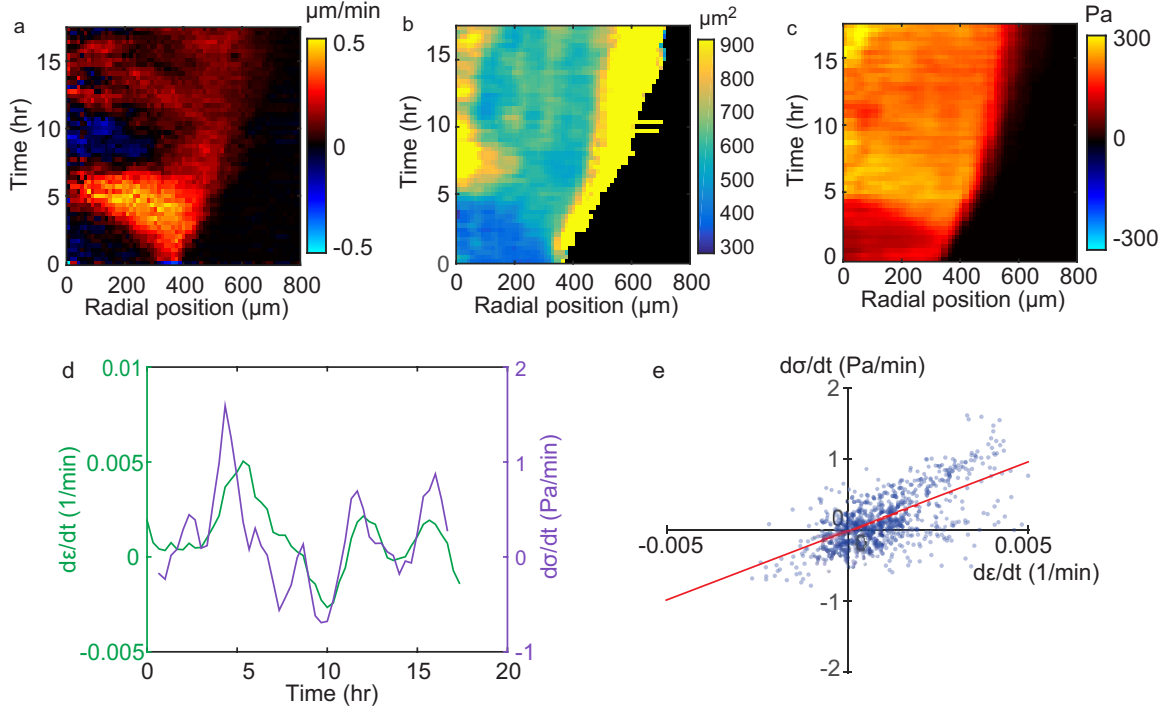 a
µm/min
0.5
0
-0.5
Time (hr)
15
10
5
0
0 200 400 600 800
Radial position (µm)
b
µm²
900
800
700
600
500
400
300
Time (hr)
15
10
5
0
0 200 400 600 800
Radial position (µm)
c
Pa
300
0
-300
Time (hr)
15
10
5
0
0 200 400 600 800
Radial position (µm)
d
dε/dt (1/min)
0.01
0.005
0
-0.005
dσ/dt (Pa/min)
2
1
0
-1
0 5 10 15 20
Time (hr)
e
dσ/dt (Pa/min)
2
1
0
-1
-2
-0.005
0
0.005
dε/dt (1/min)